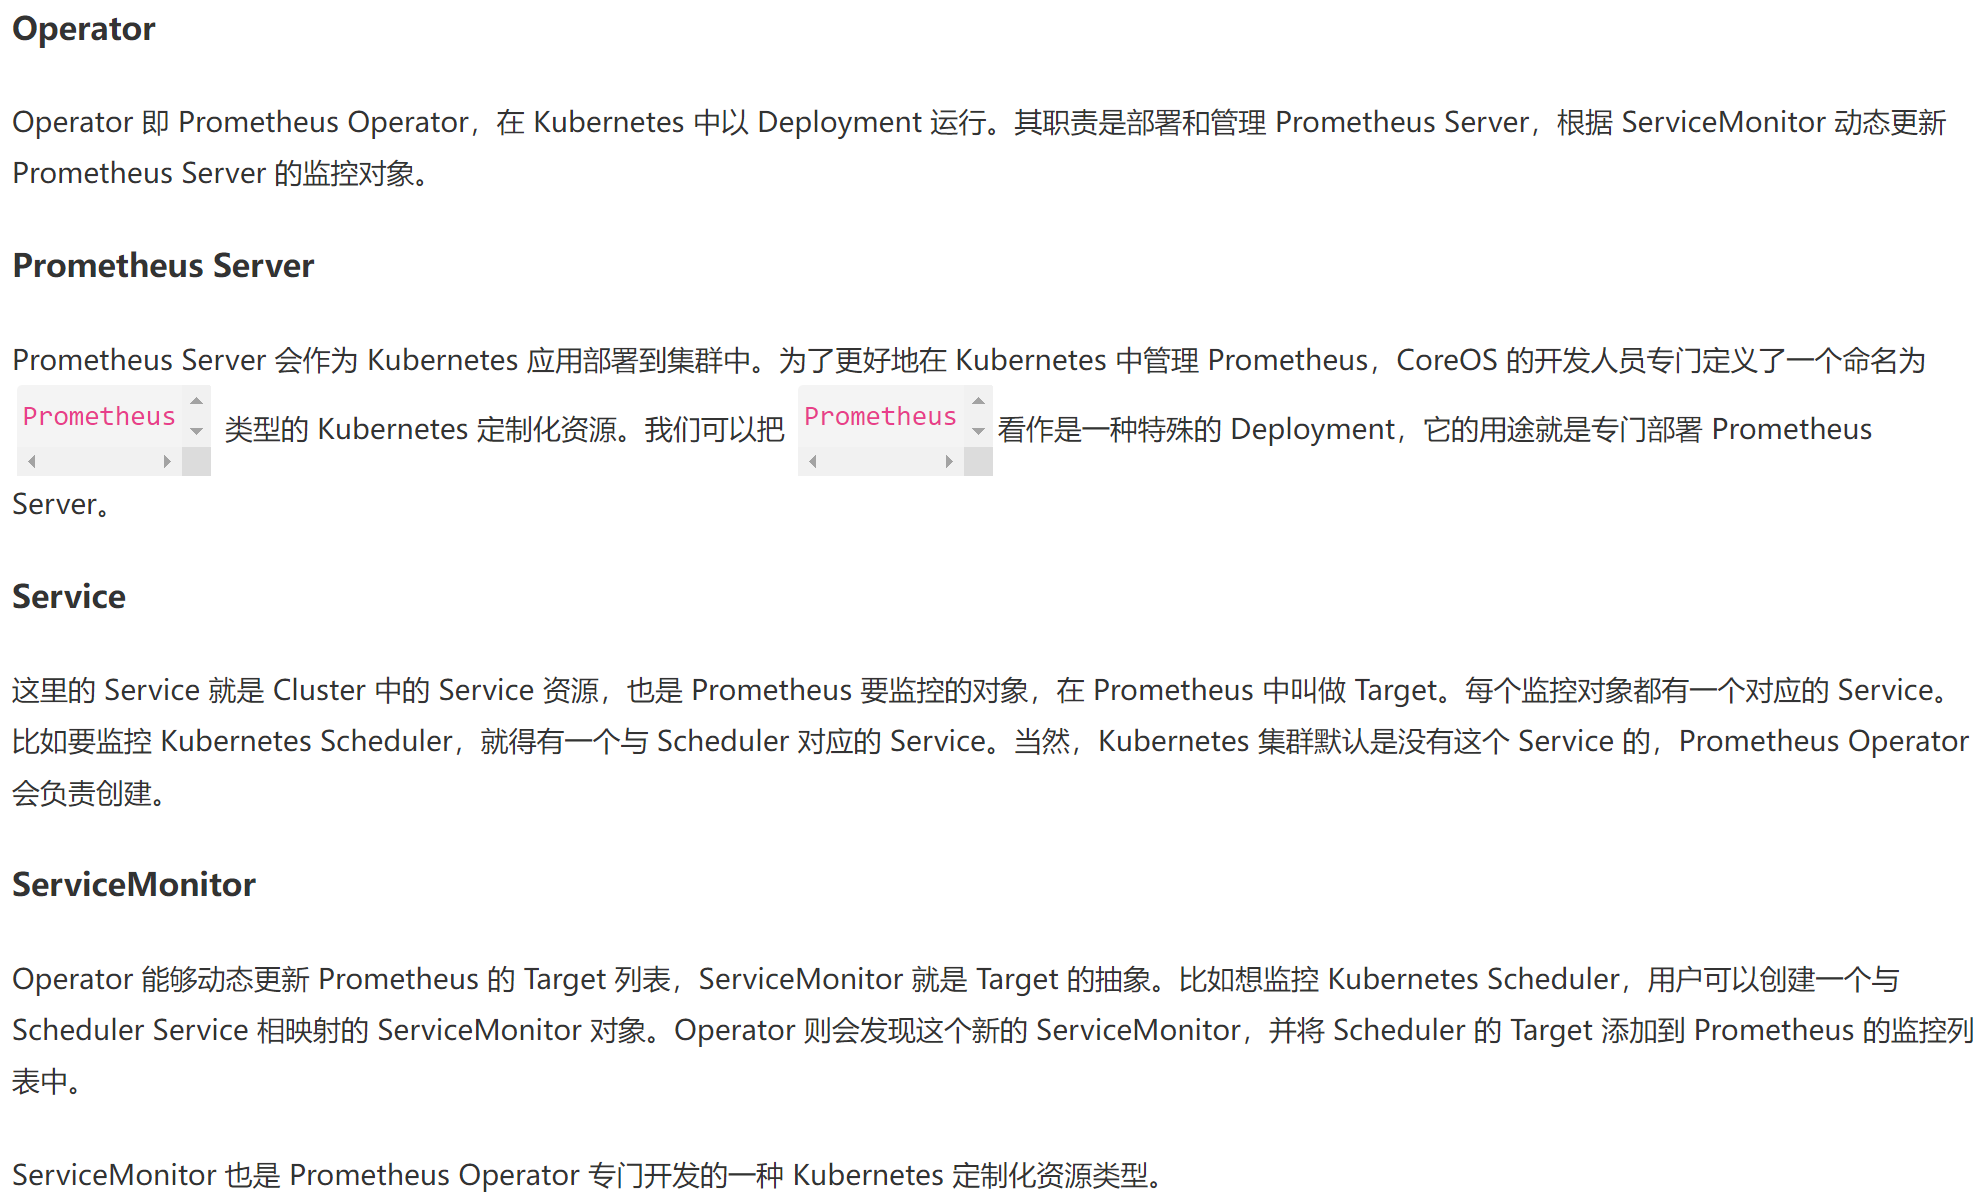 Operator
Operator 即 Prometheus Operator，在 Kubernetes 中以 Deployment 运行。其职责是部署和管理 Prometheus Server，根据 ServiceMonitor 动态更新
Prometheus Server 的监控对象。
Prometheus Server
Prometheus Server 会作为 Kubernetes 应用部署到集群中。为了更好地在 Kubernetes 中管理 Prometheus，CoreOS 的开发人员专门定义了一个命名为
Prometheus 类型的 Kubernetes 定制化资源。我们可以把 Prometheus 看作是一种特殊的 Deployment，它的用途就是专门部署 Prometheus
Server。
Service
这里的 Service 就是 Cluster 中的 Service 资源，也是 Prometheus 要监控的对象，在 Prometheus 中叫做 Target。每个监控对象都有一个对应的 Service。
比如要监控 Kubernetes Scheduler，就得有一个与 Scheduler 对应的 Service。当然，Kubernetes 集群默认是没有这个 Service 的，Prometheus Operator
会负责创建。
ServiceMonitor
Operator 能够动态更新 Prometheus 的 Target 列表，ServiceMonitor 就是 Target 的抽象。比如想监控 Kubernetes Scheduler，用户可以创建一个与
Scheduler Service 相映射的 ServiceMonitor 对象。Operator 则会发现这个新的 ServiceMonitor，并将 Scheduler 的 Target 添加到 Prometheus 的监控列
表中。
ServiceMonitor 也是 Prometheus Operator 专门开发的一种 Kubernetes 定制化资源类型。